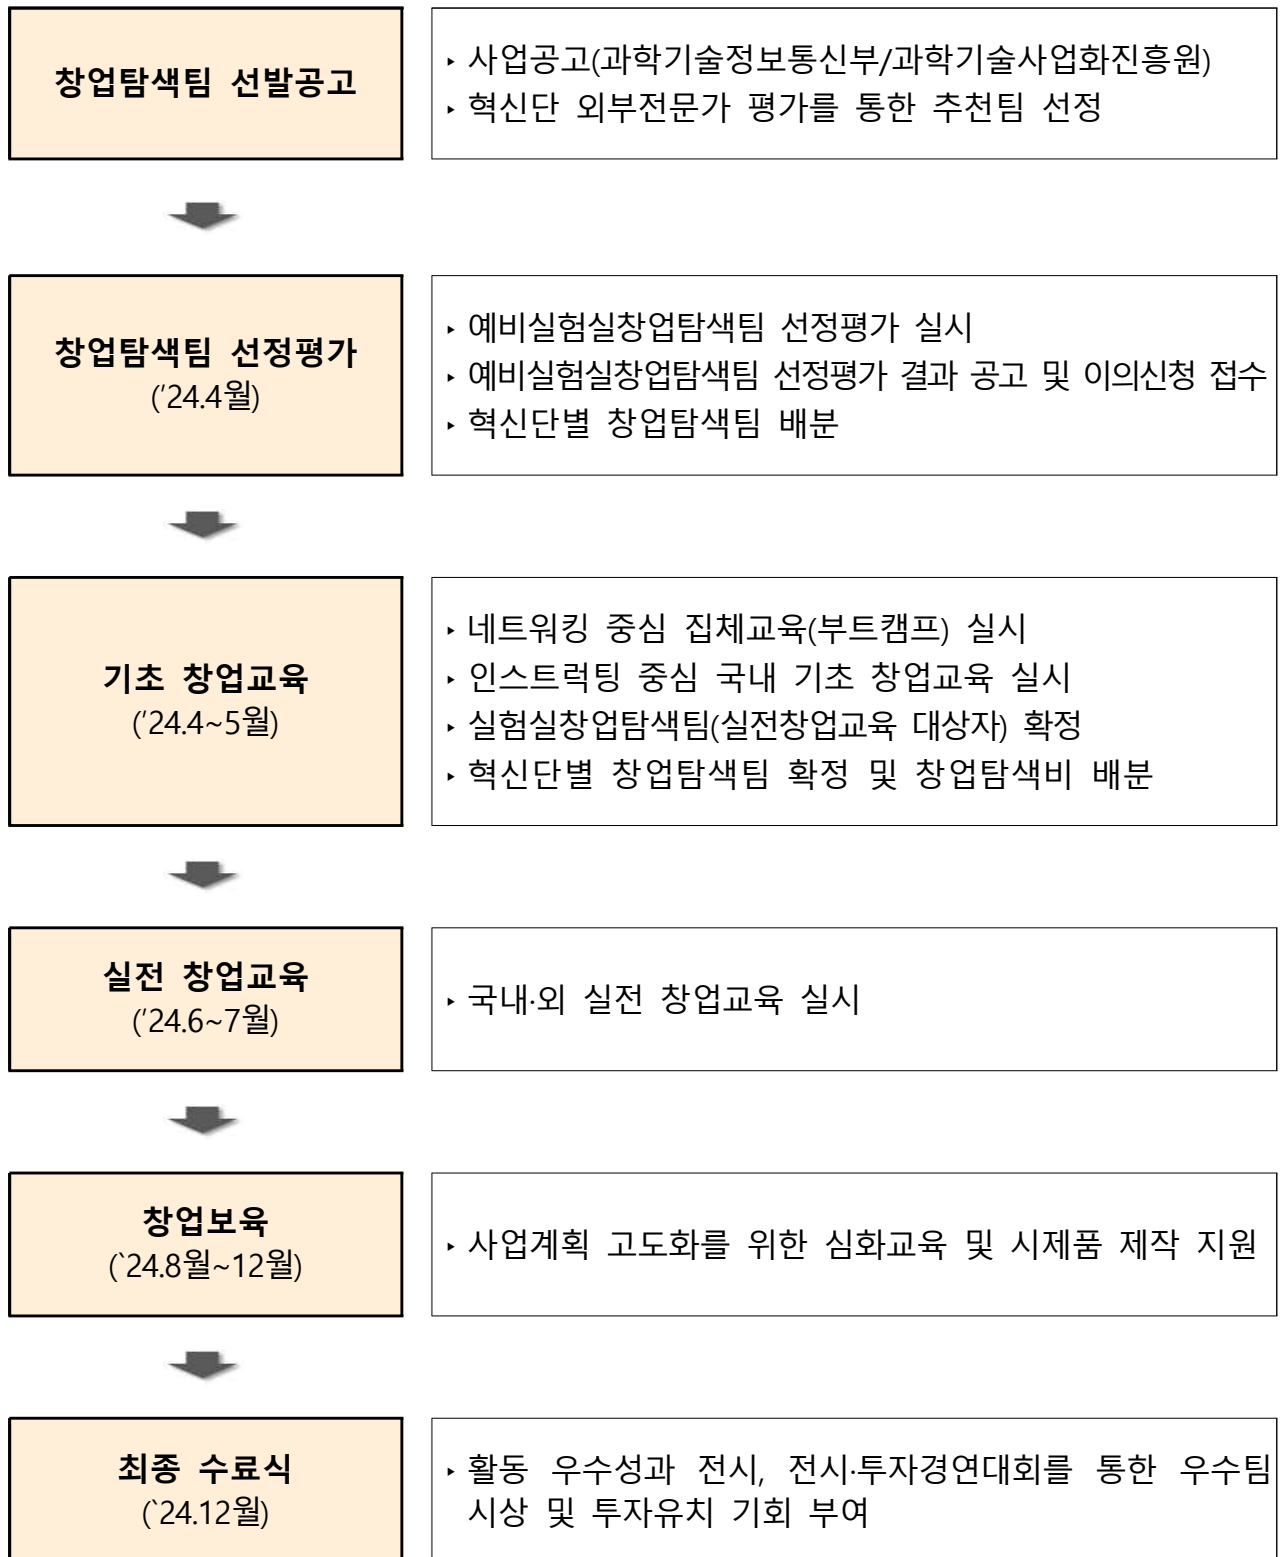 창업탐색팀 선발공고
‣ 사업공고(과학기술정보통신부/과학기술사업화진흥원)
‣ 혁신단 외부전문가 평가를 통한 추천팀 선정
창업탐색팀 선정평가
('24.4월)
‣ 예비실험실창업탐색팀 선정평가 실시
‣ 예비실험실창업탐색팀 선정평가 결과 공고 및 이의신청 접수
‣ 혁신단별 창업탐색팀 배분
기초 창업교육
('24.4~5월)
‣ 네트워킹 중심 집체교육(부트캠프) 실시
‣ 인스트럭팅 중심 국내 기초 창업교육 실시
‣ 실험실창업탐색팀(실전창업교육 대상자) 확정
‣ 혁신단별 창업탐색팀 확정 및 창업탐색비 배분
실전 창업교육
('24.6~7월)
‣ 국내·외 실전 창업교육 실시
창업보육
(`24.8월~12월)
‣ 사업계획 고도화를 위한 심화교육 및 시제품 제작 지원
최종 수료식
(`24.12월)
‣ 활동 우수성과 전시, 전시·투자경연대회를 통한 우수팀
시상 및 투자유치 기회 부여